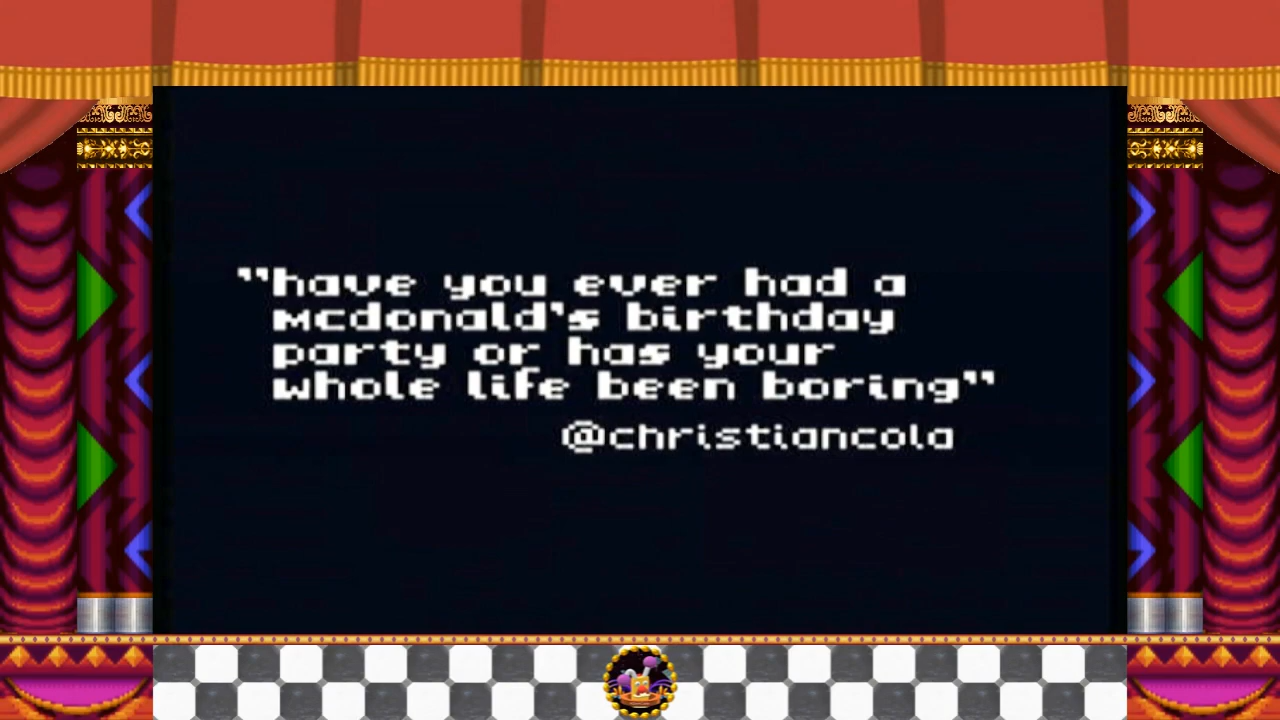 "have you ever had a
mcdonald's birthday
party or has your
whole life been boring"
@christiancola